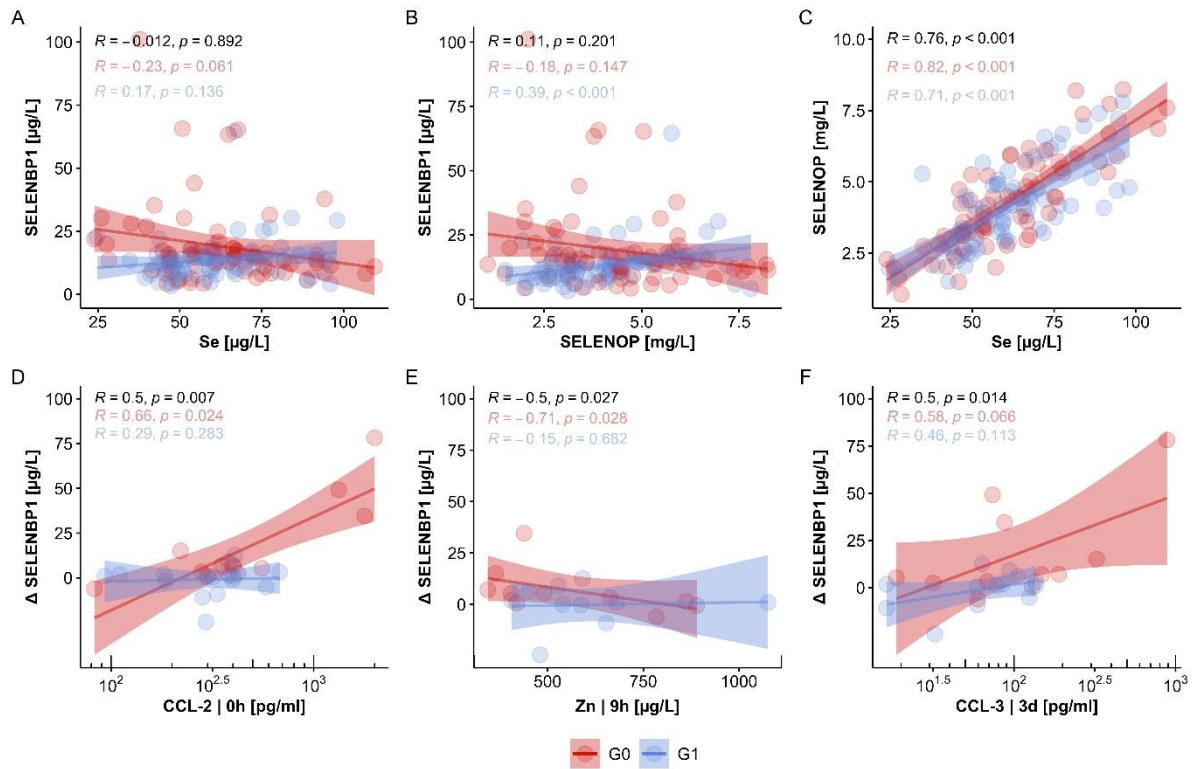 A
R = −0.012, p = 0.892
R = −0.23, p = 0.061
R = 0.17, p = 0.136
SELENBP1 [µg/L]
100
75
50
25
0
25
50
75
100
Se [µg/L]
B
R = 0.11, p = 0.201
R = −0.18, p = 0.147
R = 0.39, p < 0.001
SELENBP1 [µg/L]
100
75
50
25
0
2.5
5.0
7.5
SELENOP [mg/L]
C
R = 0.76, p < 0.001
R = 0.82, p < 0.001
R = 0.71, p < 0.001
SELENOP [mg/L]
10.0
7.5
5.0
2.5
25
50
75
100
Se [µg/L]
D
R = 0.5, p = 0.007
R = 0.66, p = 0.024
R = 0.29, p = 0.283
Δ SELENBP1 [µg/L]
100
75
50
25
0
10²
10²·⁵
10³
CCL-2 | 0h [pg/ml]
E
R = −0.5, p = 0.027
R = −0.71, p = 0.028
R = −0.15, p = 0.682
Δ SELENBP1 [µg/L]
100
75
50
25
0
500
750
1000
Zn | 9h [µg/L]
F
R = 0.5, p = 0.014
R = 0.58, p = 0.066
R = 0.46, p = 0.113
Δ SELENBP1 [µg/L]
100
75
50
25
0
10¹·⁵
10²
10²·⁵
10³
CCL-3 | 3d [pg/ml]
G0
G1